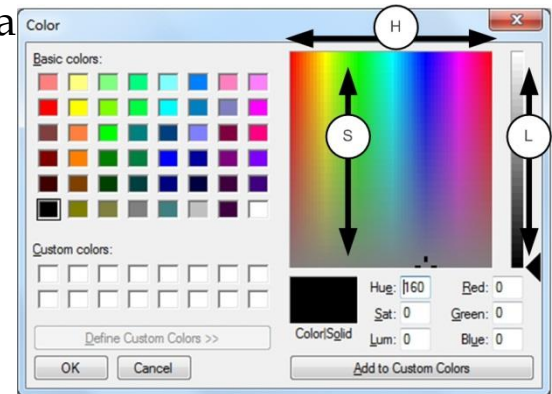 a
Color
x
H
Basic colors:
S
L
Custom colors:
Define Custom Colors >>
OK
Cancel
Color|Solid
Hue: 160
Sat: 0
Lum: 0
Red: 0
Green: 0
Blue: 0
Add to Custom Colors